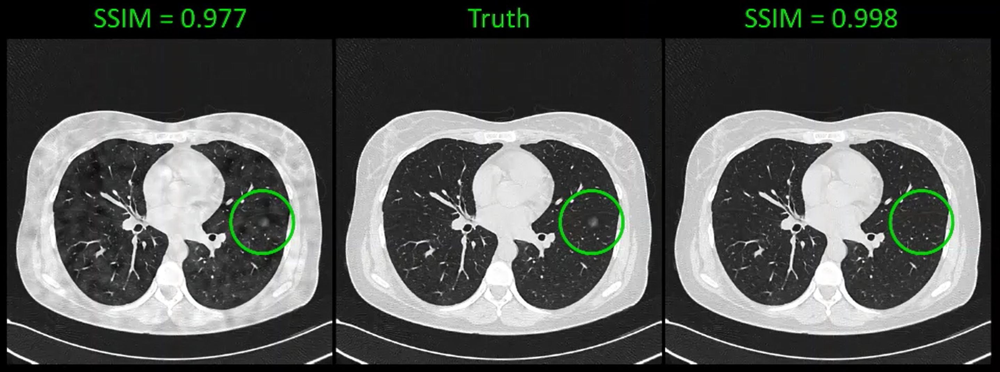 SSIM = 0.977
Truth
SSIM = 0.998